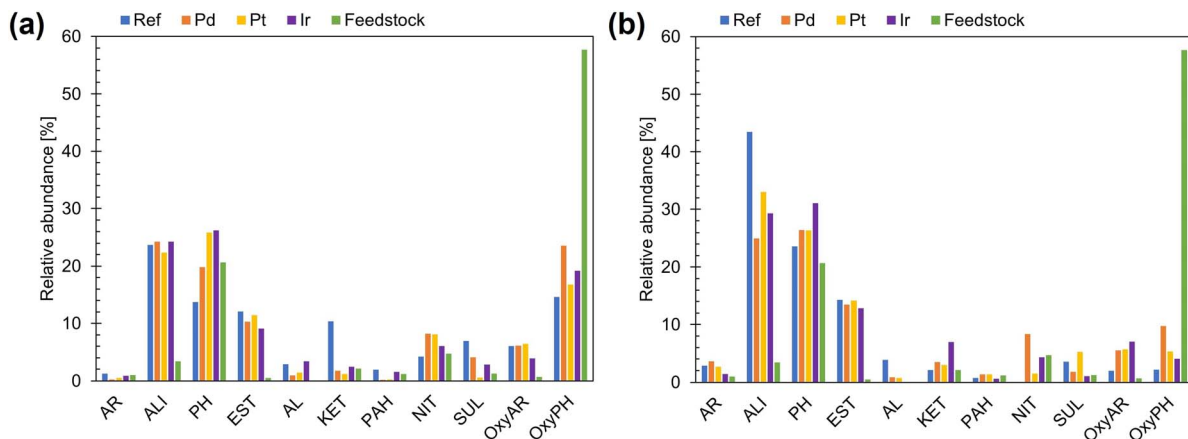 (a)
Ref Pd Pt Ir Feedstock
Relative abundance [%]
60
50
40
30
20
10
0
AR ALI PH EST AL KET PAH NIT SUL OxyAR OxyPH
(b)
Ref Pd Pt Ir Feedstock
Relative abundance [%]
60
50
40
30
20
10
0
AR ALI PH EST AL KET PAH NIT SUL OxyAR OxyPH